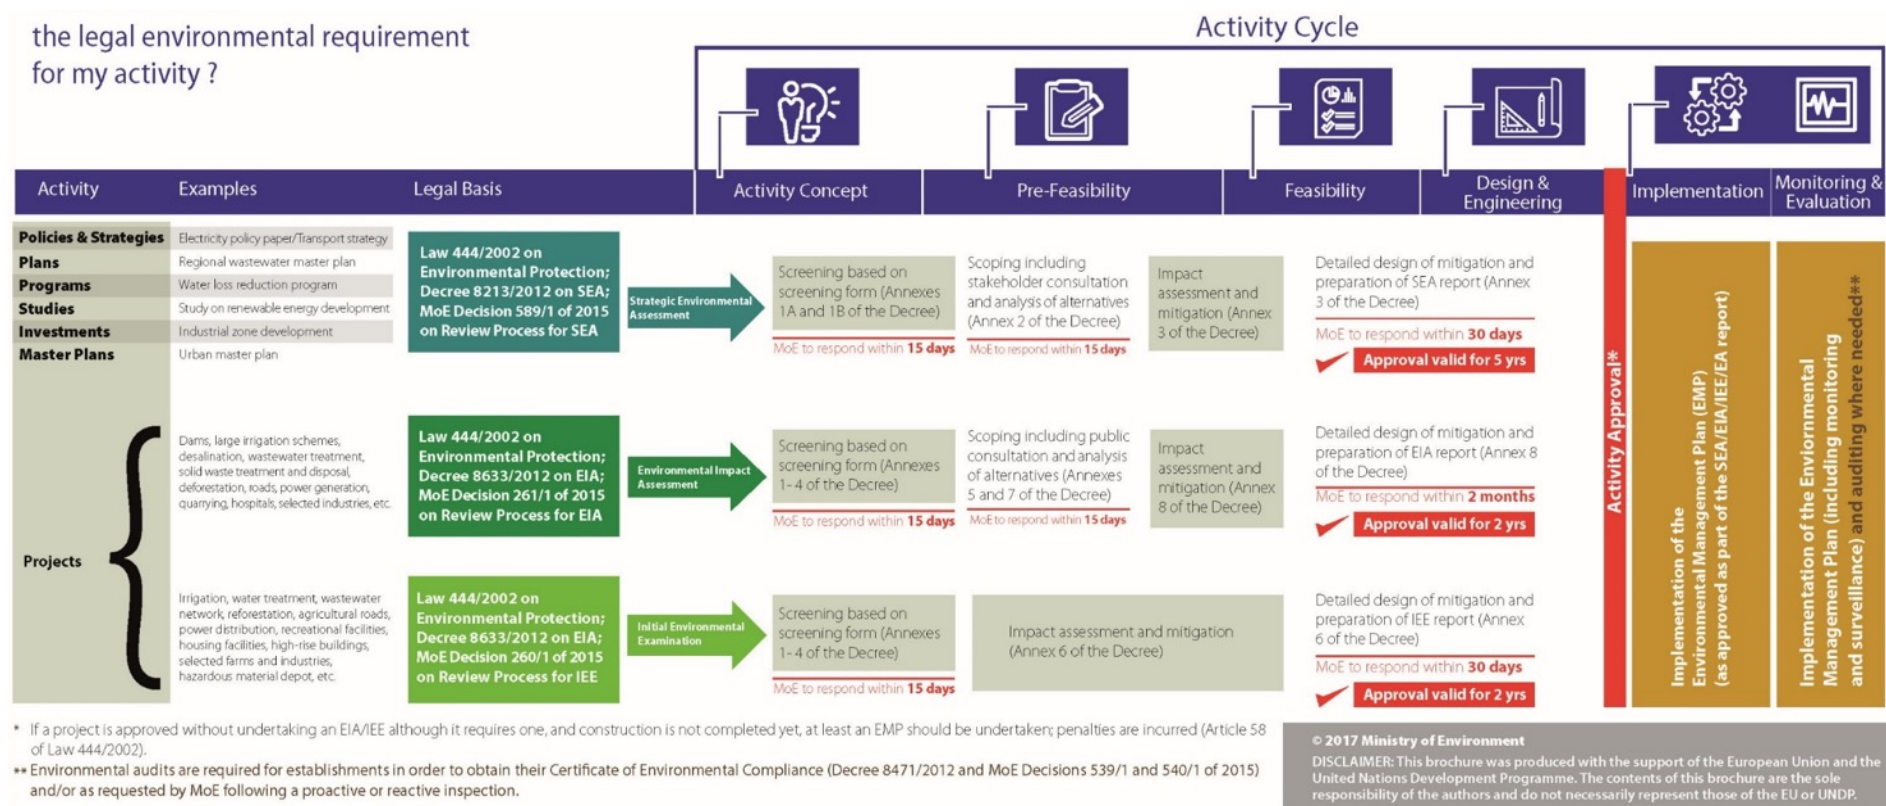 the legal environmental requirement
for my activity ?
Activity Cycle
Activity
Examples
Legal Basis
Activity Concept
Pre-Feasibility
Feasibility
Design &
Engineering
Implementation
Monitoring &
Evaluation
Policies & Strategies
Electricity policy paper/Transport strategy
Plans
Regional wastewater master plan
Programs
Water loss reduction program
Studies
Study on renewable energy development
Investments
Industrial zone development
Master Plans
Urban master plan
Law 444/2002 on
Environmental Protection;
Decree 8213/2012 on SEA;
MoE Decision 589/1 of 2015
on Review Process for SEA
Strategic Environmental
Assessment
Screening based on
screening form (Annexes
1A and 1B of the Decree)
MoE to respond within 15 days
Scoping including
stakeholder consultation
and analysis of alternatives
(Annex 2 of the Decree)
MoE to respond within 15 days
Impact
assessment and
mitigation (Annex
3 of the Decree)
Detailed design of mitigation and
preparation of SEA report (Annex
3 of the Decree)
MoE to respond within 30 days
Approval valid for 5 yrs
Projects
Dams, large irrigation schemes,
desalination, wastewater treatment,
solid waste treatment and disposal,
deforestation, roads, power generation,
quarrying, hospitals, selected industries, etc.
Law 444/2002 on
Environmental Protection;
Decree 8633/2012 on EIA;
MoE Decision 261/1 of 2015
on Review Process for EIA
Environmental Impact
Assessment
Screening based on
screening form (Annexes
1- 4 of the Decree)
MoE to respond within 15 days
Scoping including public
consultation and analysis
of alternatives (Annexes
5 and 7 of the Decree)
MoE to respond within 15 days
Impact
assessment and
mitigation (Annex
8 of the Decree)
Detailed design of mitigation and
preparation of EIA report (Annex 8
of the Decree)
MoE to respond within 2 months
Approval valid for 2 yrs
Irrigation, water treatment, wastewater
network, reforestation, agricultural roads,
power distribution, recreational facilities,
housing facilities, high-rise buildings,
selected farms and industries,
hazardous material depot, etc.
Law 444/2002 on
Environmental Protection;
Decree 8633/2012 on EIA;
MoE Decision 260/1 of 2015
on Review Process for IEE
Initial Environmental
Examination
Screening based on
screening form (Annexes
1- 4 of the Decree)
MoE to respond within 15 days
Impact assessment and mitigation
(Annex 6 of the Decree)
Detailed design of mitigation and
preparation of IEE report (Annex
6 of the Decree)
MoE to respond within 30 days
Approval valid for 2 yrs
Activity Approval*
Implementation of the
Environmental Management Plan (EMP)
(as approved as part of the SEA/EIA/IEE/EA report)
Implementation of the Enviornmental
Management Plan (including monitoring
and surveillance) and auditing where needed**
* If a project is approved without undertaking an EIA/IEE although it requires one, and construction is not completed yet, at least an EMP should be undertaken; penalties are incurred (Article 58
of Law 444/2002).
** Environmental audits are required for establishments in order to obtain their Certificate of Environmental Compliance (Decree 8471/2012 and MoE Decisions 539/1 and 540/1 of 2015)
and/or as requested by MoE following a proactive or reactive inspection.
© 2017 Ministry of Environment
DISCLAIMER: This brochure was produced with the support of the European Union and the
United Nations Development Programme. The contents of this brochure are the sole
responsibility of the authors and do not necessarily represent those of the EU or UNDP.